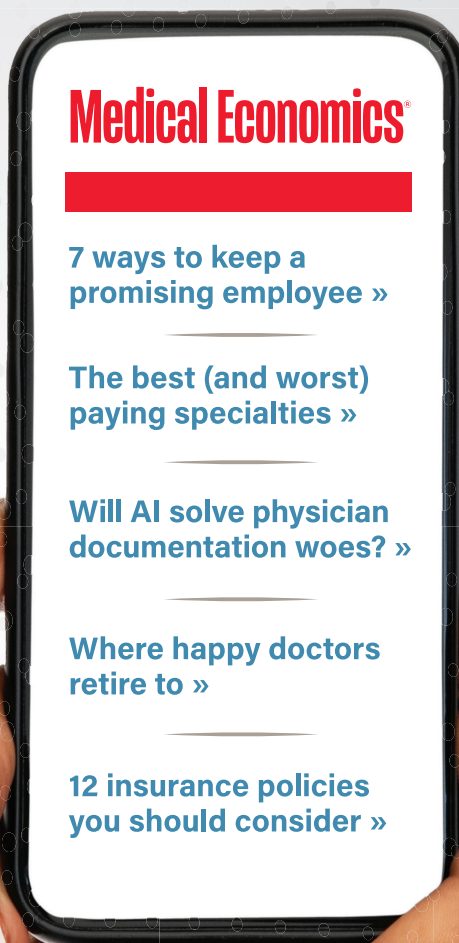 Medical Economics®
7 ways to keep a
promising employee »
The best (and worst)
paying specialties »
Will AI solve physician
documentation woes? »
Where happy doctors
retire to »
12 insurance policies
you should consider »